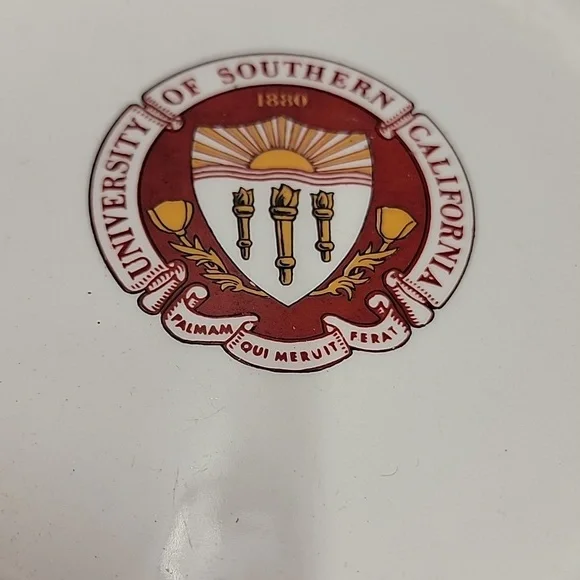 UNIVERSITY OF SOUTHERN CALIFORNIA
1880
PALMAM QUI MERUIT FERAT